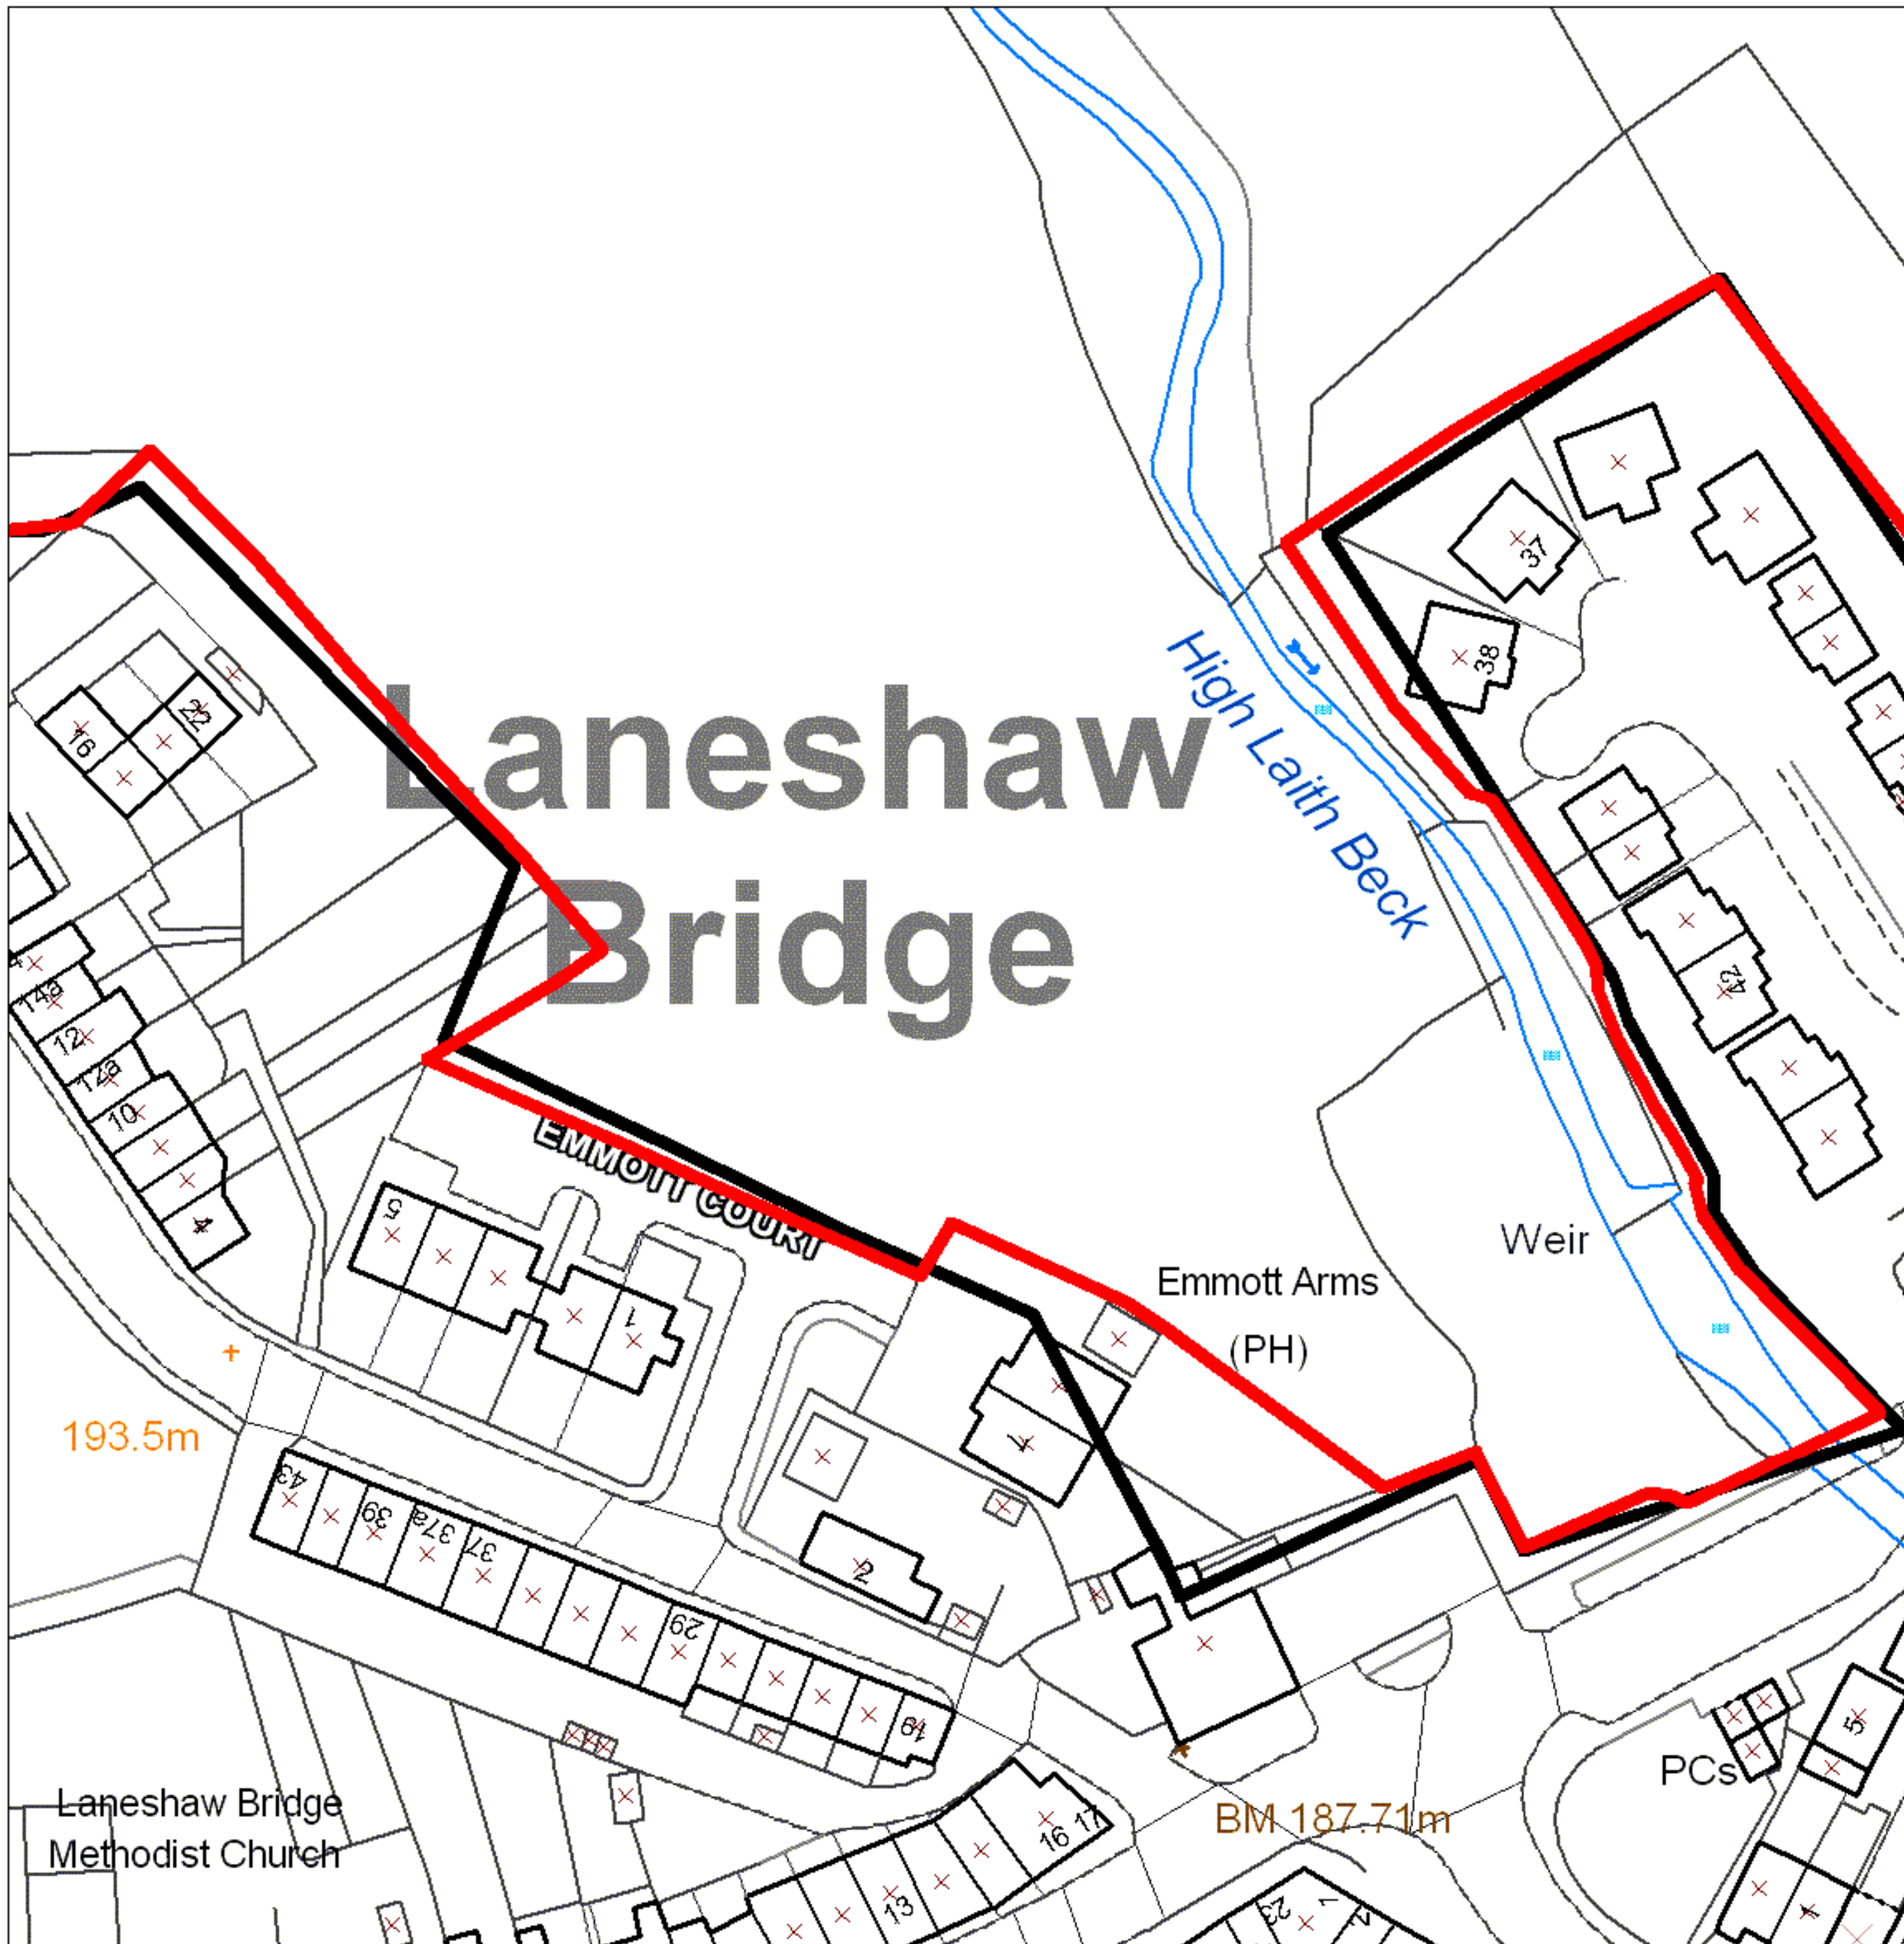 37
38
22
16
Laneshaw
Bridge
High Laith Beck
14a
12
12a
10
4
42
EMMOTT COURT
5
1
Weir
Emmott Arms
(PH)
193.5m
43
39
37a
37
29
19
2
PCs
5
BM 187.71m
Laneshaw Bridge
Methodist Church
16 17
13
23
1